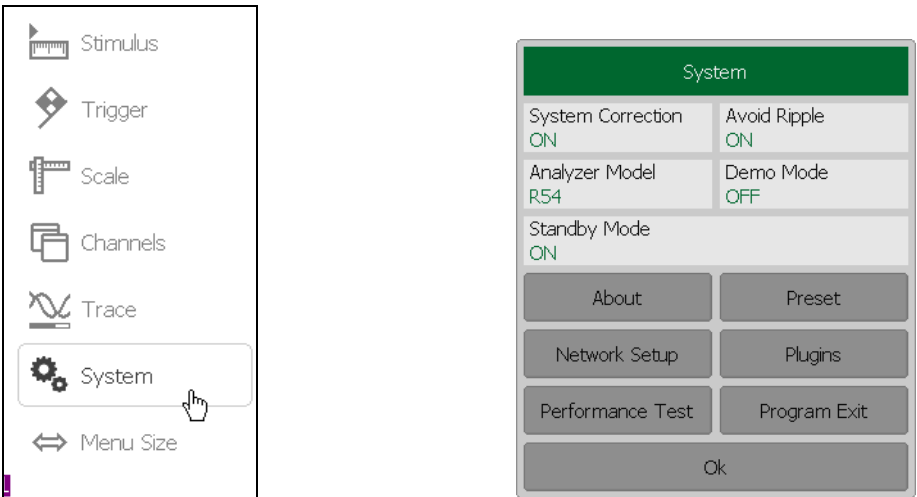 Stimulus
Trigger
Scale
Channels
Trace
System
Menu Size
System
System Correction
ON
Avoid Ripple
ON
Analyzer Model
R54
Demo Mode
OFF
Standby Mode
ON
About
Preset
Network Setup
Plugins
Performance Test
Program Exit
Ok